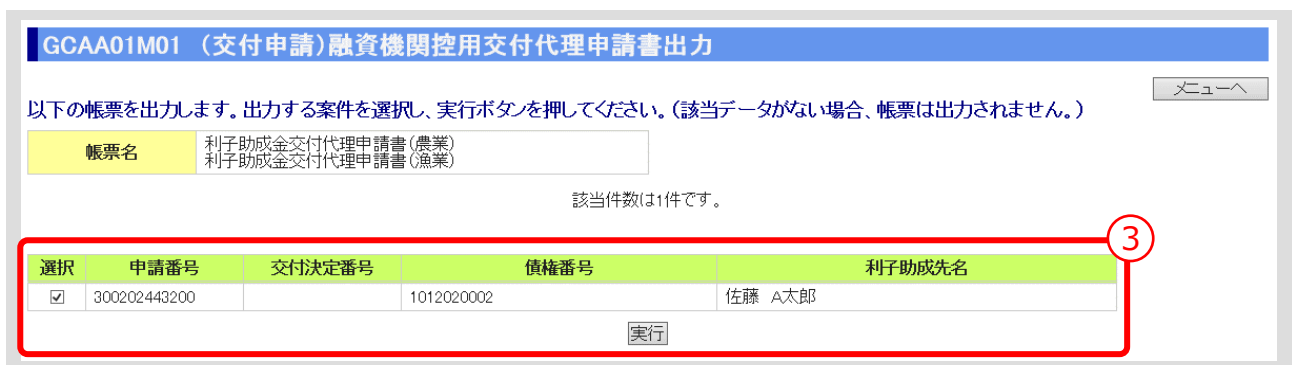 GCAA01M01 (交付申請)融資機関控用交付代理申請書出力
メニューへ
以下の帳票を出力します。出力する案件を選択し、実行ボタンを押してください。(該当データがない場合、帳票は出力されません。)
帳票名
利子助成金交付代理申請書(農業)
利子助成金交付代理申請書(漁業)
該当件数は1件です。
③
選択 申請番号 交付決定番号 債権番号 利子助成先名
300202443200 1012020002 佐藤 A太郎
実行